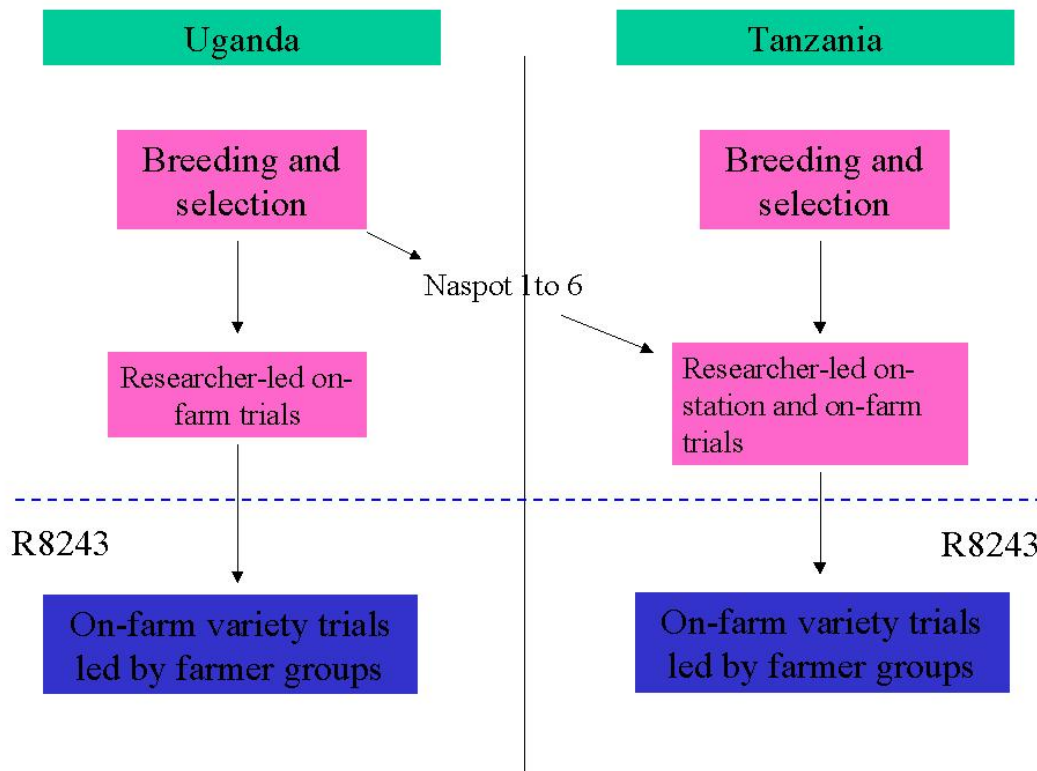 Uganda
Tanzania
Breeding and
selection
Breeding and
selection
Naspot 1to 6
Researcher-led on-
farm trials
Researcher-led on-
station and on-farm
trials
R8243
R8243
On-farm variety trials
led by farmer groups
On-farm variety trials
led by farmer groups